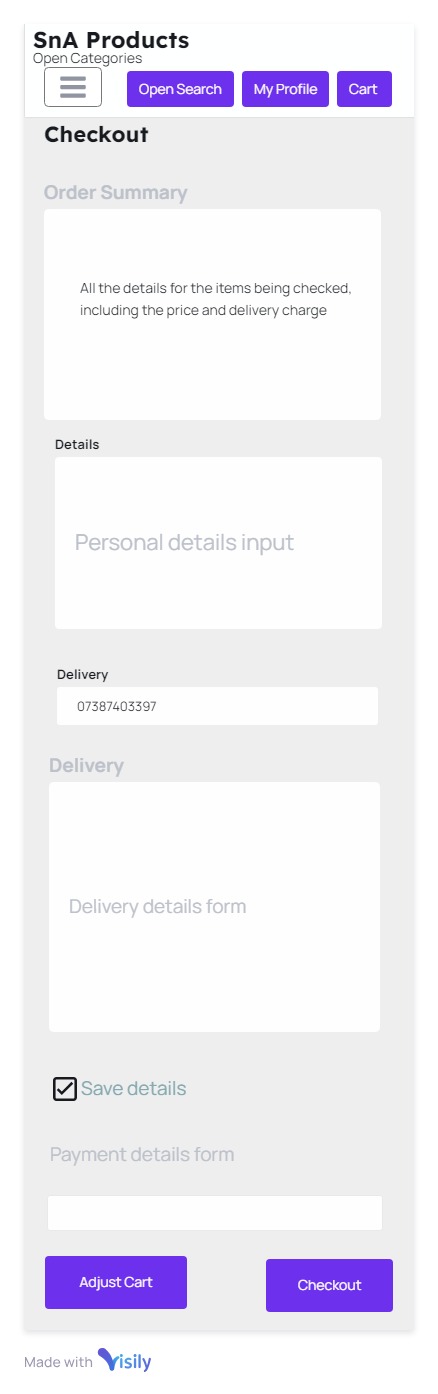 SnA Products
Open Categories
Open Search
My Profile
Cart
Checkout
Order Summary
All the details for the items being checked,
including the price and delivery charge
Details
Personal details input
Delivery
07387403397
Delivery
Delivery details form
Save details
Payment details form
Adjust Cart
Checkout
Made with Visily